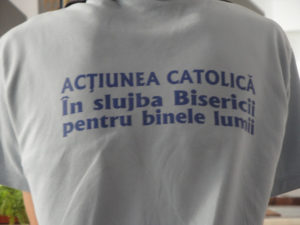 ACȚIUNEA CATOLICĂ
În slujba Bisericii
pentru binele lumii